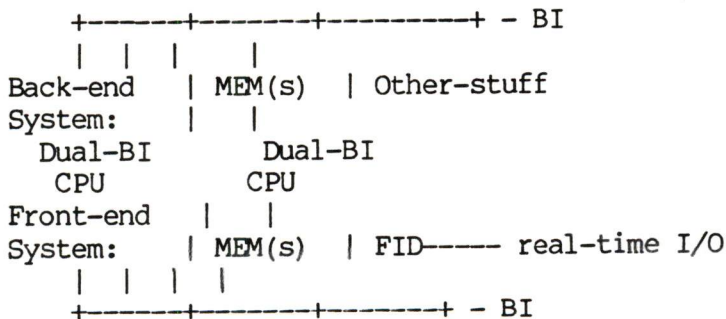 +-------+--------+---------+ - BI
| | | |
Back-end | MEM(s) | Other-stuff
System: | |
Dual-BI Dual-BI
CPU CPU
Front-end | |
System: | MEM(s) | FID----- real-time I/O
| | | |
+-------+--------+--------+ - BI